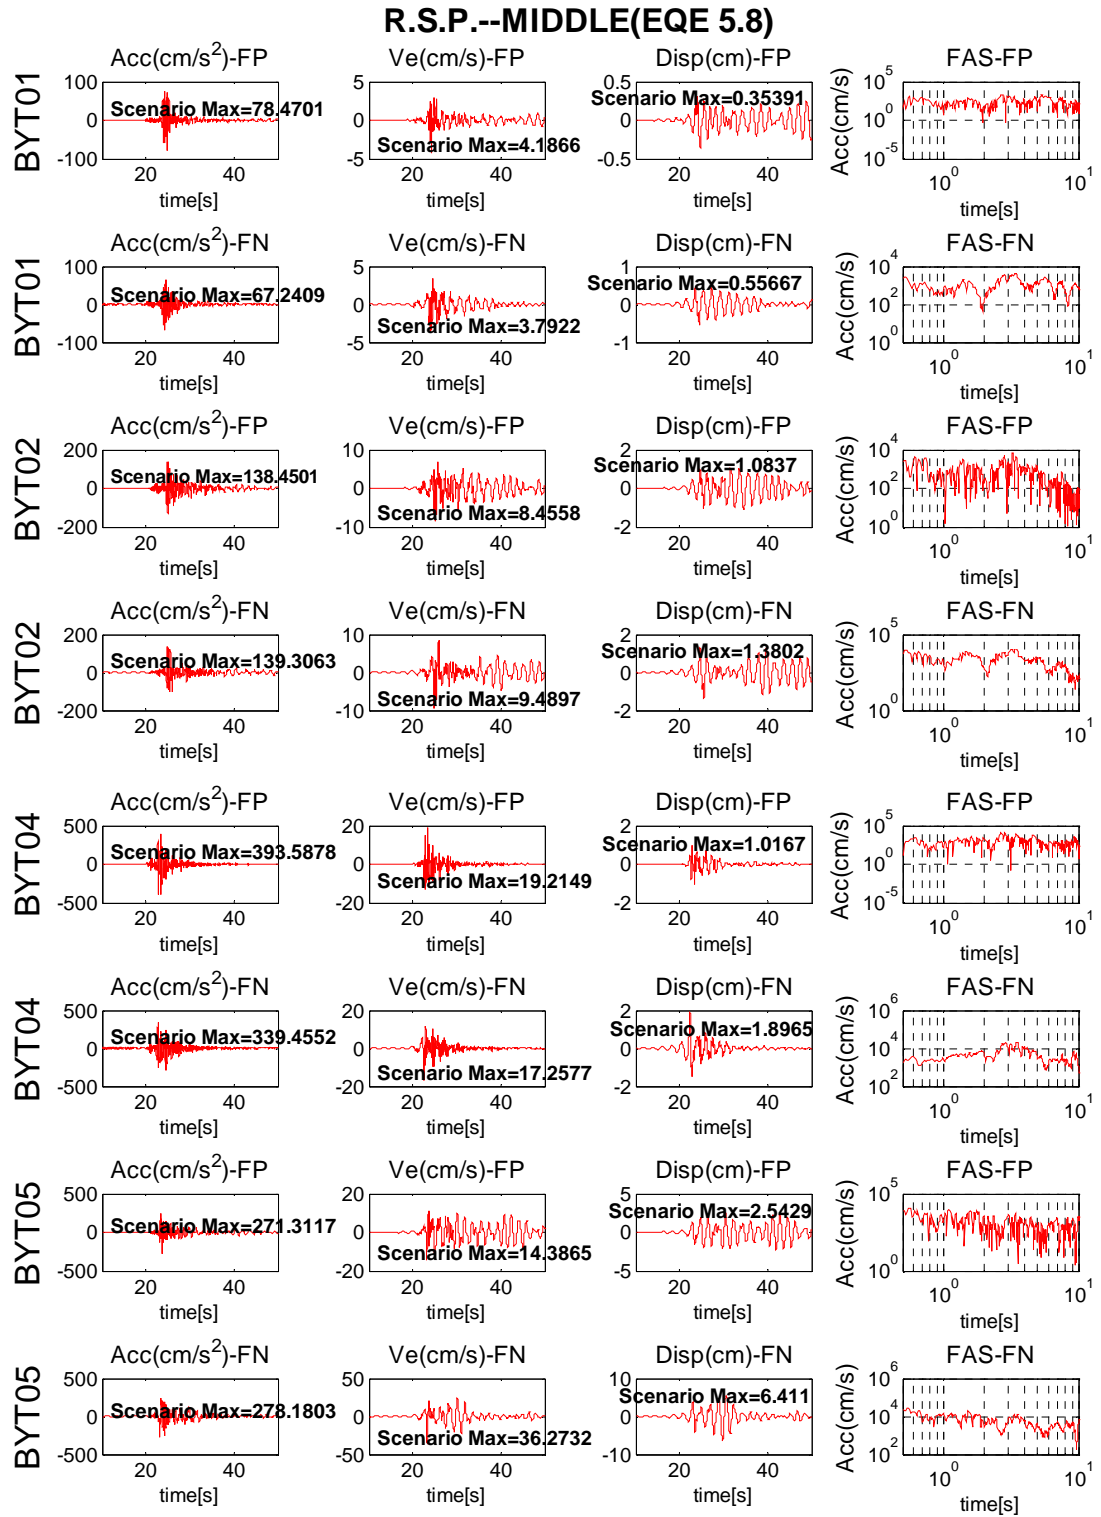 R.S.P.--MIDDLE(EQE 5.8)
BYT01
Acc(cm/s²)-FP
100
0
-100
Scenario Max=78.4701
20 40
time[s]
Ve(cm/s)-FP
5
0
-5
Scenario Max=4.1866
20 40
time[s]
Disp(cm)-FP
0.5
0
-0.5
Scenario Max=0.35391
20 40
time[s]
FAS-FP
Acc(cm/s)
10^5
10^0
10^-5
10^0 10^1
time[s]
BYT01
Acc(cm/s²)-FN
100
0
-100
Scenario Max=67.2409
20 40
time[s]
Ve(cm/s)-FN
5
0
-5
Scenario Max=3.7922
20 40
time[s]
Disp(cm)-FN
1
0
-1
Scenario Max=0.55667
20 40
time[s]
FAS-FN
Acc(cm/s)
10^4
10^2
10^0
10^0 10^1
time[s]
BYT02
Acc(cm/s²)-FP
200
0
-200
Scenario Max=138.4501
20 40
time[s]
Ve(cm/s)-FP
10
0
-10
Scenario Max=8.4558
20 40
time[s]
Disp(cm)-FP
2
0
-2
Scenario Max=1.0837
20 40
time[s]
FAS-FP
Acc(cm/s)
10^4
10^2
10^0
10^0 10^1
time[s]
BYT02
Acc(cm/s²)-FN
200
0
-200
Scenario Max=139.3063
20 40
time[s]
Ve(cm/s)-FN
10
0
-10
Scenario Max=9.4897
20 40
time[s]
Disp(cm)-FN
2
0
-2
Scenario Max=1.3802
20 40
time[s]
FAS-FN
Acc(cm/s)
10^5
10^0
10^0 10^1
time[s]
BYT04
Acc(cm/s²)-FP
500
0
-500
Scenario Max=393.5878
20 40
time[s]
Ve(cm/s)-FP
20
0
-20
Scenario Max=19.2149
20 40
time[s]
Disp(cm)-FP
2
0
-2
Scenario Max=1.0167
20 40
time[s]
FAS-FP
Acc(cm/s)
10^5
10^0
10^-5
10^0 10^1
time[s]
BYT04
Acc(cm/s²)-FN
500
0
-500
Scenario Max=339.4552
20 40
time[s]
Ve(cm/s)-FN
20
0
-20
Scenario Max=17.2577
20 40
time[s]
Disp(cm)-FN
2
0
-2
Scenario Max=1.8965
20 40
time[s]
FAS-FN
Acc(cm/s)
10^6
10^4
10^2
10^0 10^1
time[s]
BYT05
Acc(cm/s²)-FP
500
0
-500
Scenario Max=271.3117
20 40
time[s]
Ve(cm/s)-FP
20
0
-20
Scenario Max=14.3865
20 40
time[s]
Disp(cm)-FP
5
0
-5
Scenario Max=2.5429
20 40
time[s]
FAS-FP
Acc(cm/s)
10^5
10^0
10^0 10^1
time[s]
BYT05
Acc(cm/s²)-FN
500
0
-500
Scenario Max=278.1803
20 40
time[s]
Ve(cm/s)-FN
50
0
-50
Scenario Max=36.2732
20 40
time[s]
Disp(cm)-FN
10
0
-10
Scenario Max=6.411
20 40
time[s]
FAS-FN
Acc(cm/s)
10^6
10^4
10^2
10^0 10^1
time[s]